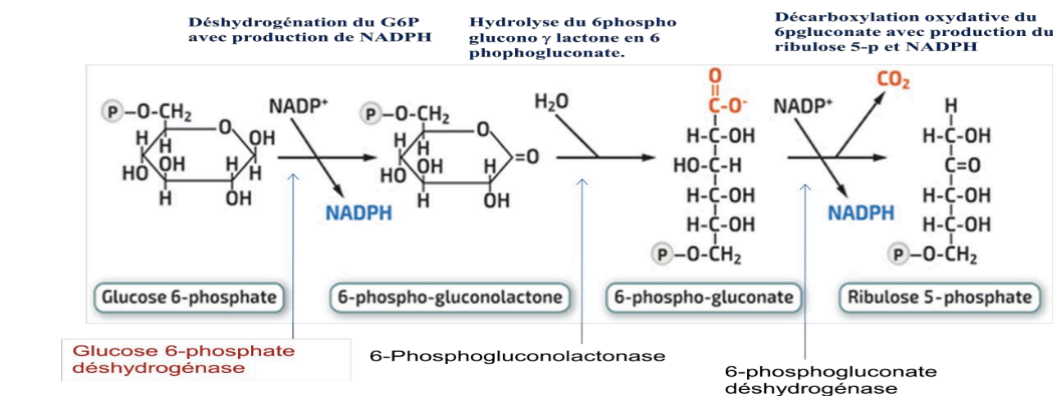 Déshydrogénation du G6P
avec production de NADPH
Hydrolyse du 6phospho
glucono γ lactone en 6
phophogluconate.
Décarboxylation oxydative du
6pgluconate avec production du
ribulose 5-p et NADPH
P-O-CH₂
O
H
H
OH
H
OH
H
HO
H
H
OH
NADP⁺
NADPH
P-O-CH₂
O
H
H
OH
H
HO
=O
H
OH
H₂O
O
C-O⁻
H-C-OH
HO-C-H
H-C-OH
H-C-OH
P-O-CH₂
NADP⁺
CO₂
NADPH
H
H-C-OH
C=O
H-C-OH
H-C-OH
P-O-CH₂
Glucose 6-phosphate
6-phospho-gluconolactone
6-phospho-gluconate
Ribulose 5-phosphate
Glucose 6-phosphate
déshydrogénase
6-Phosphogluconolactonase
6-phosphogluconate
déshydrogénase